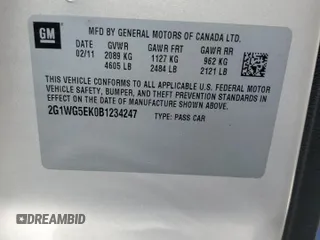 GM
MFD BY GENERAL MOTORS OF CANADA LTD.
DATE GVWR GAWR FRT GAWR RR
02/11 2089 KG 1127 KG 962 KG
4605 LB 2484 LB 2121 LB
THIS VEHICLE CONFORMS TO ALL APPLICABLE U.S. FEDERAL MOTOR
VEHICLE SAFETY, BUMPER, AND THEFT PREVENTION STANDARDS IN
EFFECT ON THE DATE OF MANUFACTURE SHOWN ABOVE.
2G1WG5EK0B1234247 TYPE: PASS CAR
DREAMBID